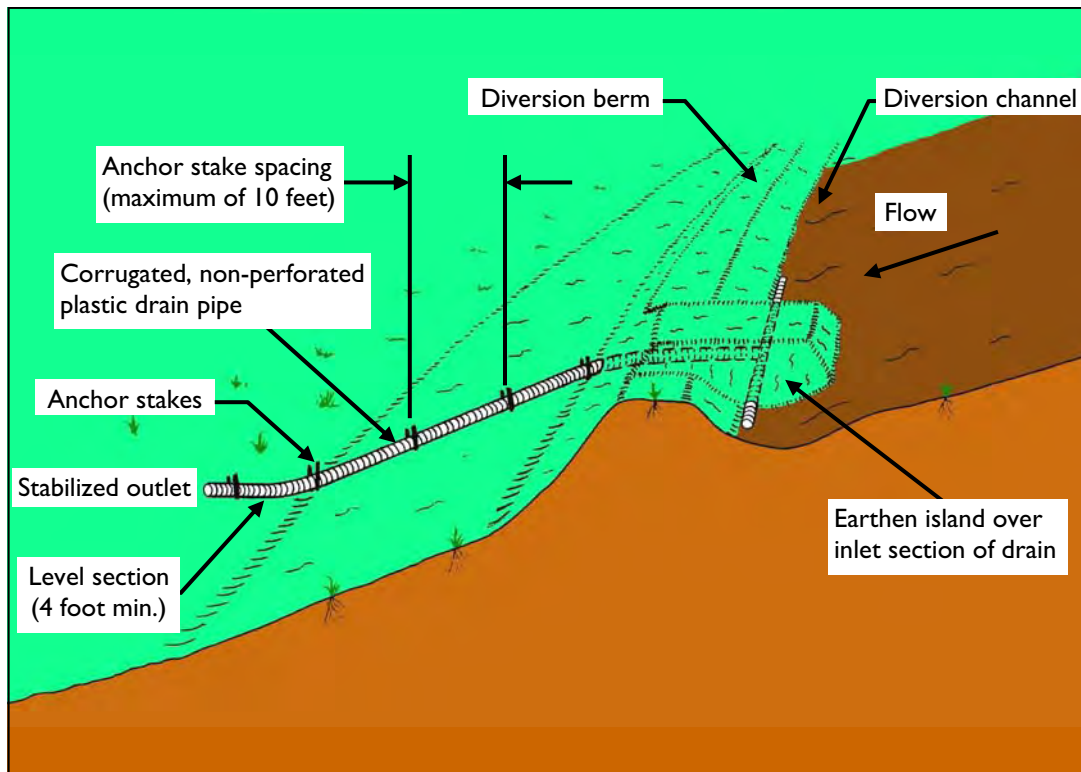 Diversion berm
Diversion channel
Anchor stake spacing
(maximum of 10 feet)
Flow
Corrugated, non-perforated
plastic drain pipe
Anchor stakes
Stabilized outlet
Earthen island over
inlet section of drain
Level section
(4 foot min.)